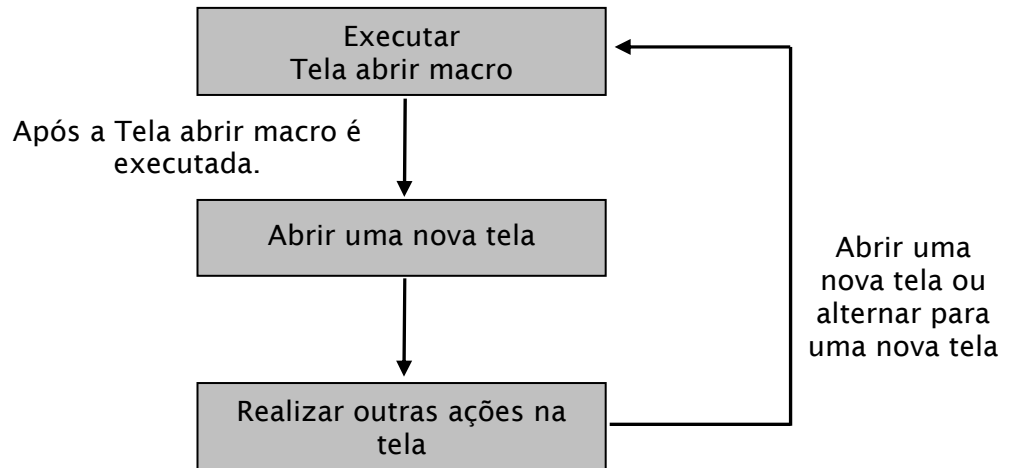 Executar
Tela abrir macro
Após a Tela abrir macro é
executada.
Abrir uma nova tela
Abrir uma
nova tela ou
alternar para
uma nova tela
Realizar outras ações na
tela